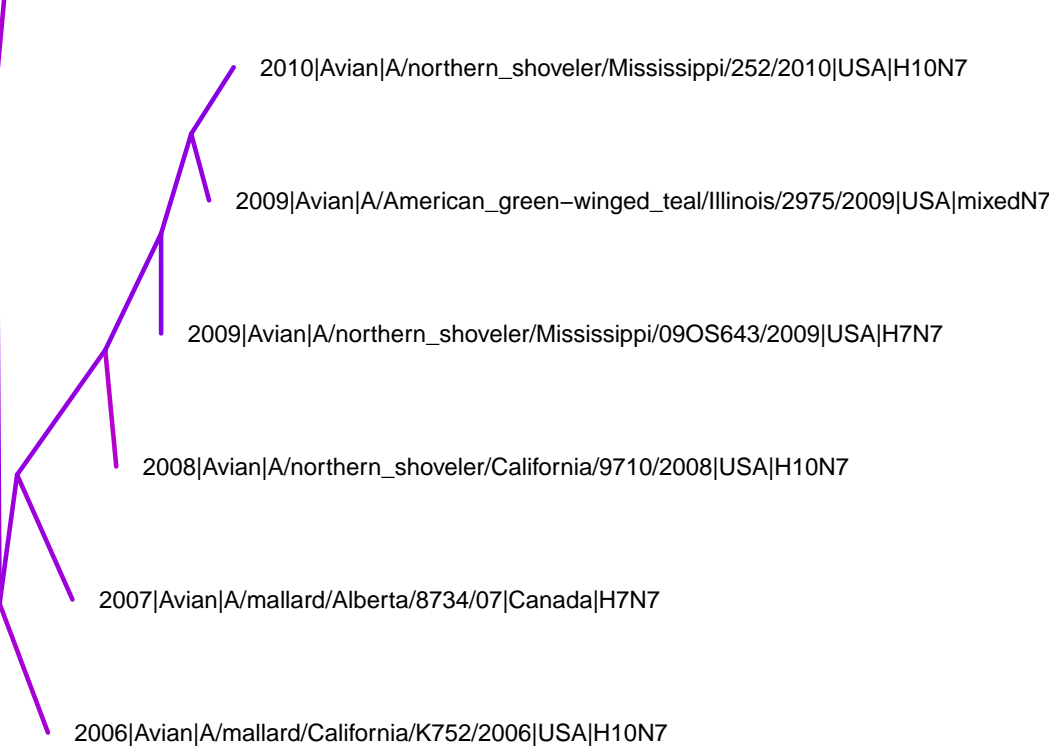 2010|Avian|A/northern_shoveler/Mississippi/252/2010|USA|H10N7
2009|Avian|A/American_green−winged_teal/Illinois/2975/2009|USA|mixedN7
2009|Avian|A/northern_shoveler/Mississippi/09OS643/2009|USA|H7N7
2008|Avian|A/northern_shoveler/California/9710/2008|USA|H10N7
2007|Avian|A/mallard/Alberta/8734/07|Canada|H7N7
2006|Avian|A/mallard/California/K752/2006|USA|H10N7